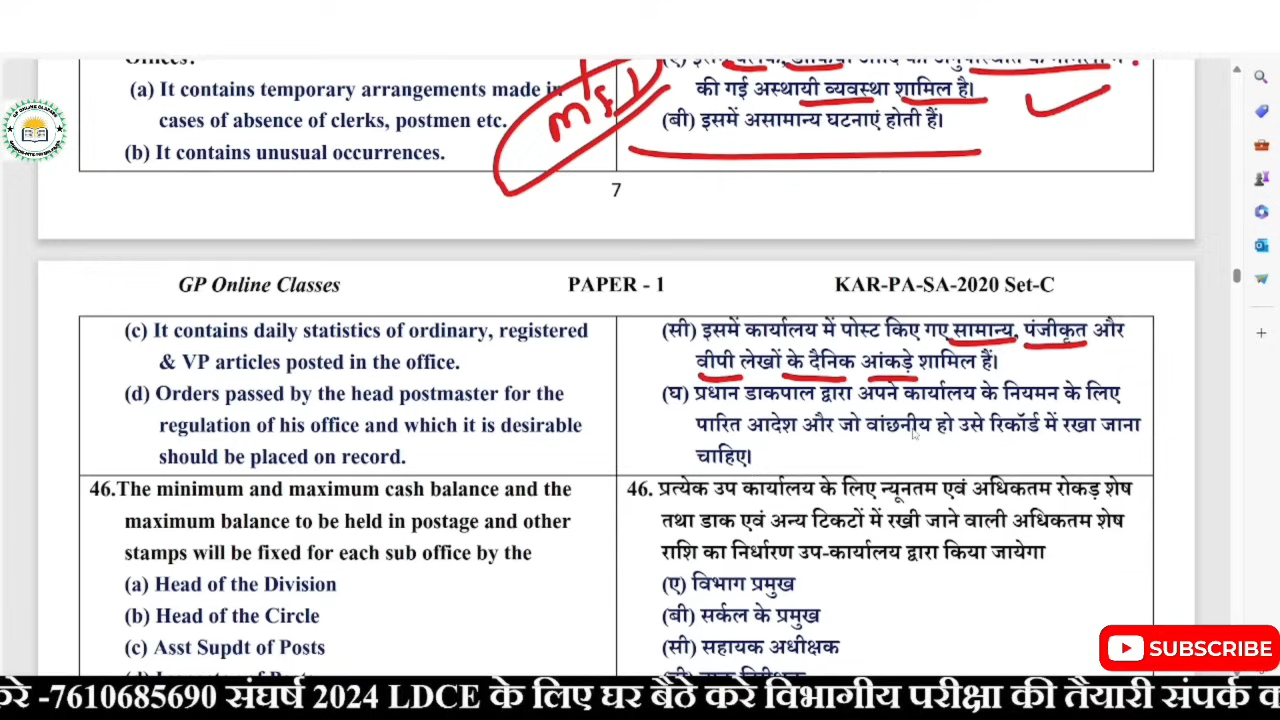 Offices?
(a) It contains temporary arrangements made in
cases of absence of clerks, postmen etc.
(b) It contains unusual occurrences.
की गई अस्थायी व्यवस्था शामिल है।
(बी) इसमें असामान्य घटनाएं होती हैं।
7
GP Online Classes PAPER - 1 KAR-PA-SA-2020 Set-C
(c) It contains daily statistics of ordinary, registered
& VP articles posted in the office.
(d) Orders passed by the head postmaster for the
regulation of his office and which it is desirable
should be placed on record.
(सी) इसमें कार्यालय में पोस्ट किए गए सामान्य, पंजीकृत और
वीपी लेखों के दैनिक आंकड़े शामिल हैं।
(घ) प्रधान डाकपाल द्वारा अपने कार्यालय के नियमन के लिए
पारित आदेश और जो वांछनीय हो उसे रिकॉर्ड में रखा जाना
चाहिए।
46.The minimum and maximum cash balance and the
maximum balance to be held in postage and other
stamps will be fixed for each sub office by the
(a) Head of the Division
(b) Head of the Circle
(c) Asst Supdt of Posts
46. प्रत्येक उप कार्यालय के लिए न्यूनतम एवं अधिकतम रोकड़ शेष
तथा डाक एवं अन्य टिकटों में रखी जाने वाली अधिकतम शेष
राशि का निर्धारण उप-कार्यालय द्वारा किया जायेगा
(ए) विभाग प्रमुख
(बी) सर्कल के प्रमुख
(सी) सहायक अधीक्षक
SUBSCRIBE
करे -7610685690 संघर्ष 2024 LDCE के लिए घर बैठे करे विभागीय परीक्षा की तैयारी संपर्क क